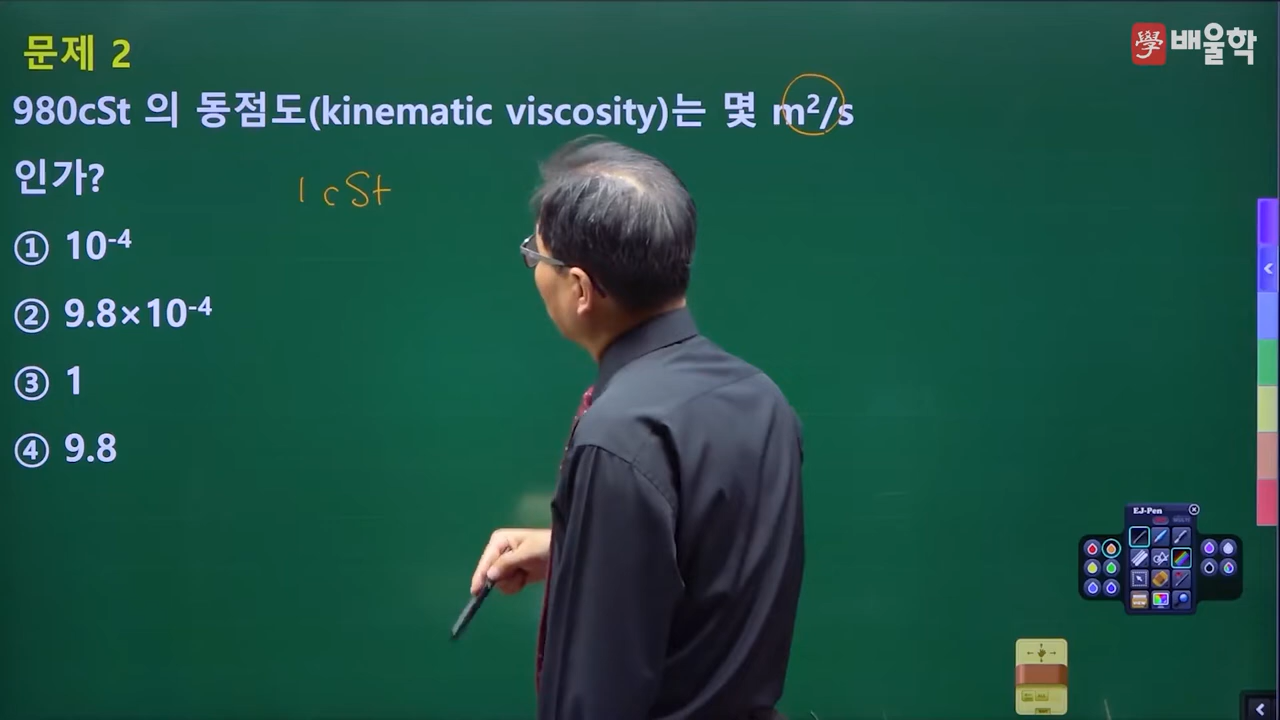 문제 2
學 배울학
980cSt 의 동점도(kinematic viscosity)는 몇 m²/s
인가?
1 cSt
① 10⁻⁴
② 9.8×10⁻⁴
③ 1
④ 9.8
EJ-Pen